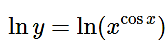 ln y = ln(x^{cos x})